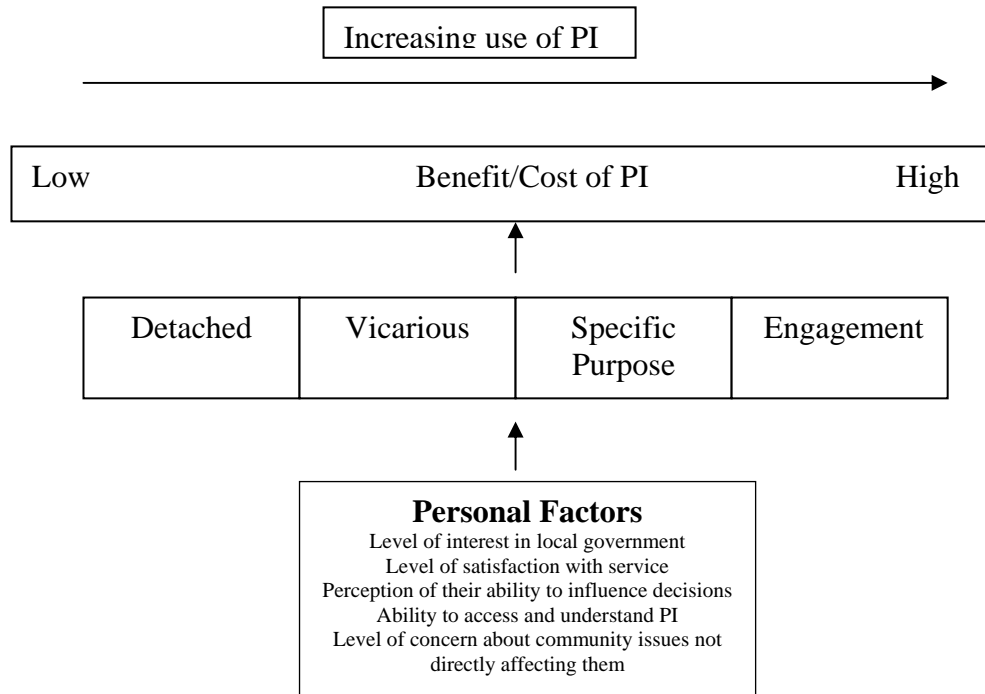 Increasing use of PI
Low Benefit/Cost of PI High
Detached Vicarious Specific Purpose Engagement
Personal Factors
Level of interest in local government
Level of satisfaction with service
Perception of their ability to influence decisions
Ability to access and understand PI
Level of concern about community issues not
directly affecting them